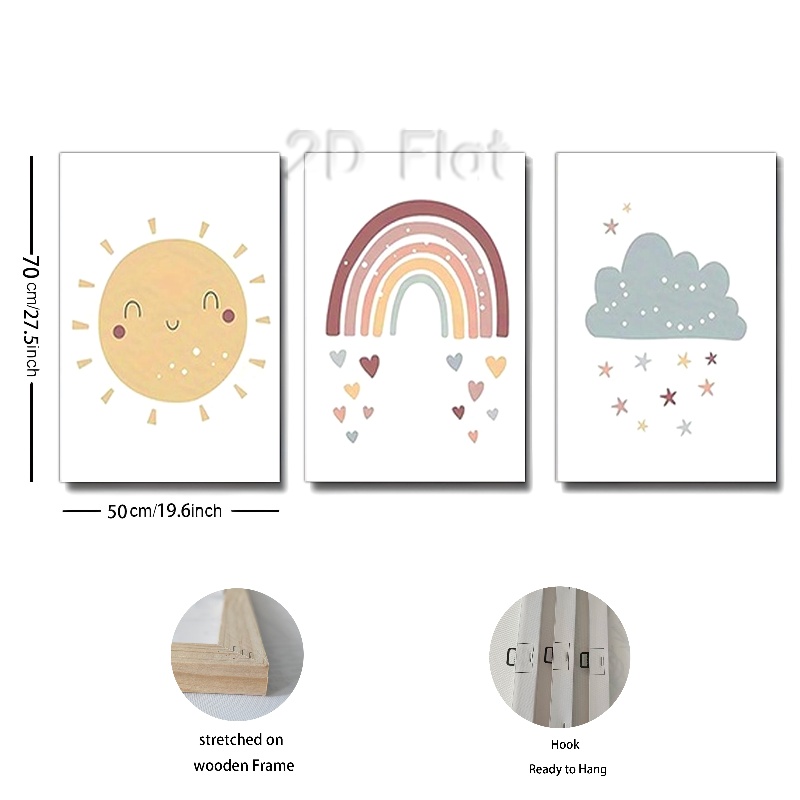 2D Flat
70 cm/27.5inch
50cm/19.6inch
stretched on
wooden Frame
Hook
Ready to Hang